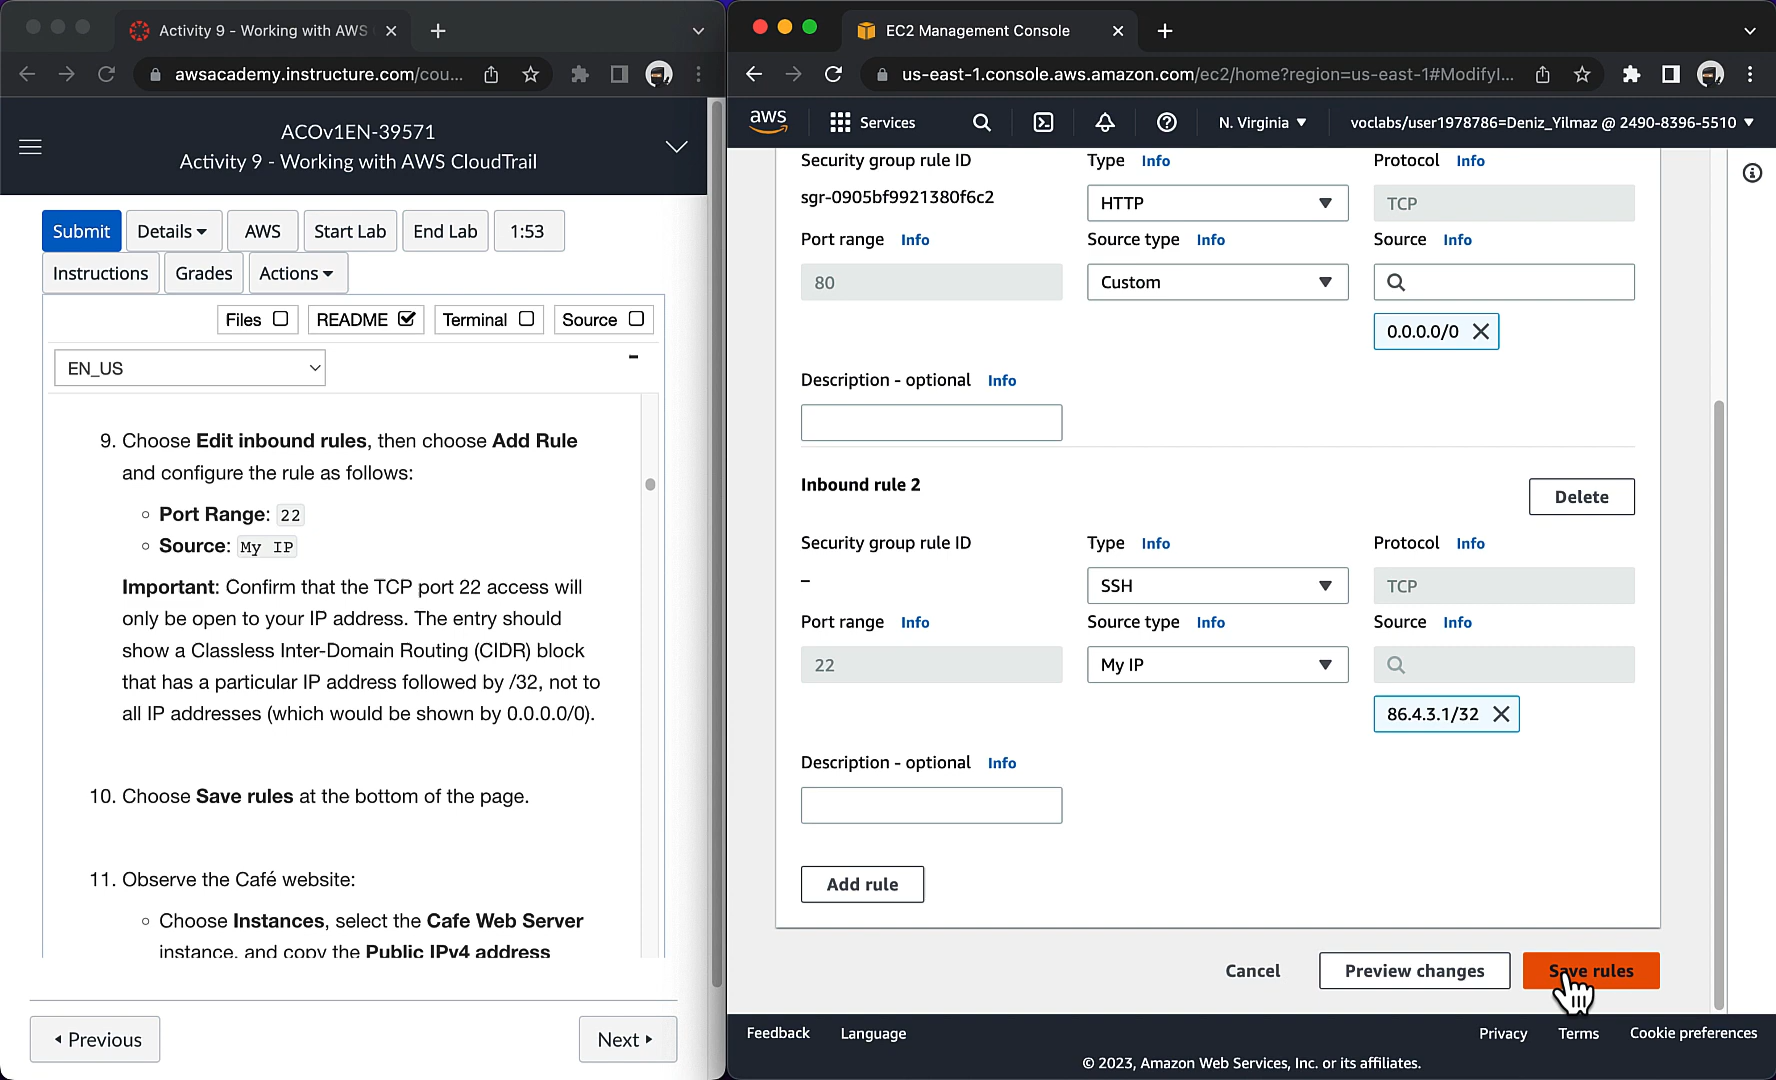 Activity 9 - Working with AWS
awsacademy.instructure.com/cou...
ACOv1EN-39571
Activity 9 - Working with AWS CloudTrail
Submit
Details
AWS
Start Lab
End Lab
1:53
Instructions
Grades
Actions
Files
README
Terminal
Source
EN_US
9. Choose Edit inbound rules, then choose Add Rule
and configure the rule as follows:
Port Range: 22
Source: My IP
Important: Confirm that the TCP port 22 access will
only be open to your IP address. The entry should
show a Classless Inter-Domain Routing (CIDR) block
that has a particular IP address followed by /32, not to
all IP addresses (which would be shown by 0.0.0.0/0).
10. Choose Save rules at the bottom of the page.
11. Observe the Café website:
Choose Instances, select the Cafe Web Server
instance, and copy the Public IPv4 address
Previous
Next
EC2 Management Console
us-east-1.console.aws.amazon.com/ec2/home?region=us-east-1#ModifyI...
aws
Services
N. Virginia
voclabs/user1978786=Deniz_Yilmaz @ 2490-8396-5510
Security group rule ID
Type Info
Protocol Info
sgr-0905bf9921380f6c2
HTTP
TCP
Port range Info
Source type Info
Source Info
80
Custom
0.0.0.0/0
Description - optional Info
Inbound rule 2
Delete
Security group rule ID
Type Info
Protocol Info
–
SSH
TCP
Port range Info
Source type Info
Source Info
22
My IP
86.4.3.1/32
Description - optional Info
Add rule
Cancel
Preview changes
Save rules
Feedback
Language
Privacy
Terms
Cookie preferences
© 2023, Amazon Web Services, Inc. or its affiliates.